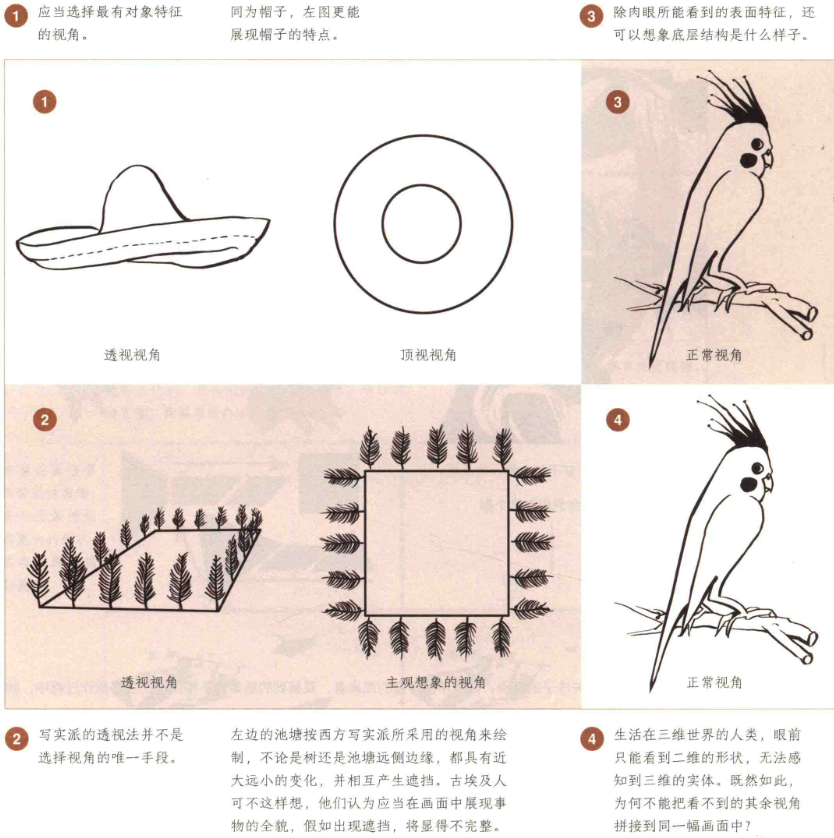 1
应当选择最有对象特征
的视角。
同为帽子，左图更能
展现帽子的特点。
3
除肉眼所能看到的表面特征，还
可以想象底层结构是什么样子。
1
透视视角
顶视视角
3
正常视角
2
透视视角
主观想象的视角
4
正常视角
2
写实派的透视法并不是
选择视角的唯一手段。
左边的池塘按西方写实派所采用的视角来绘
制，不论是树还是池塘远侧边缘，都具有近
大远小的变化，并相互产生遮挡。古埃及人
可不这样想，他们认为应当在画面中展现事
物的全貌，假如出现遮挡，将显得不完整。
4
生活在三维世界的人类，眼前
只能看到二维的形状，无法感
知到三维的实体。既然如此，
为何不能把看不到的其余视角
拼接到同一幅画面中？